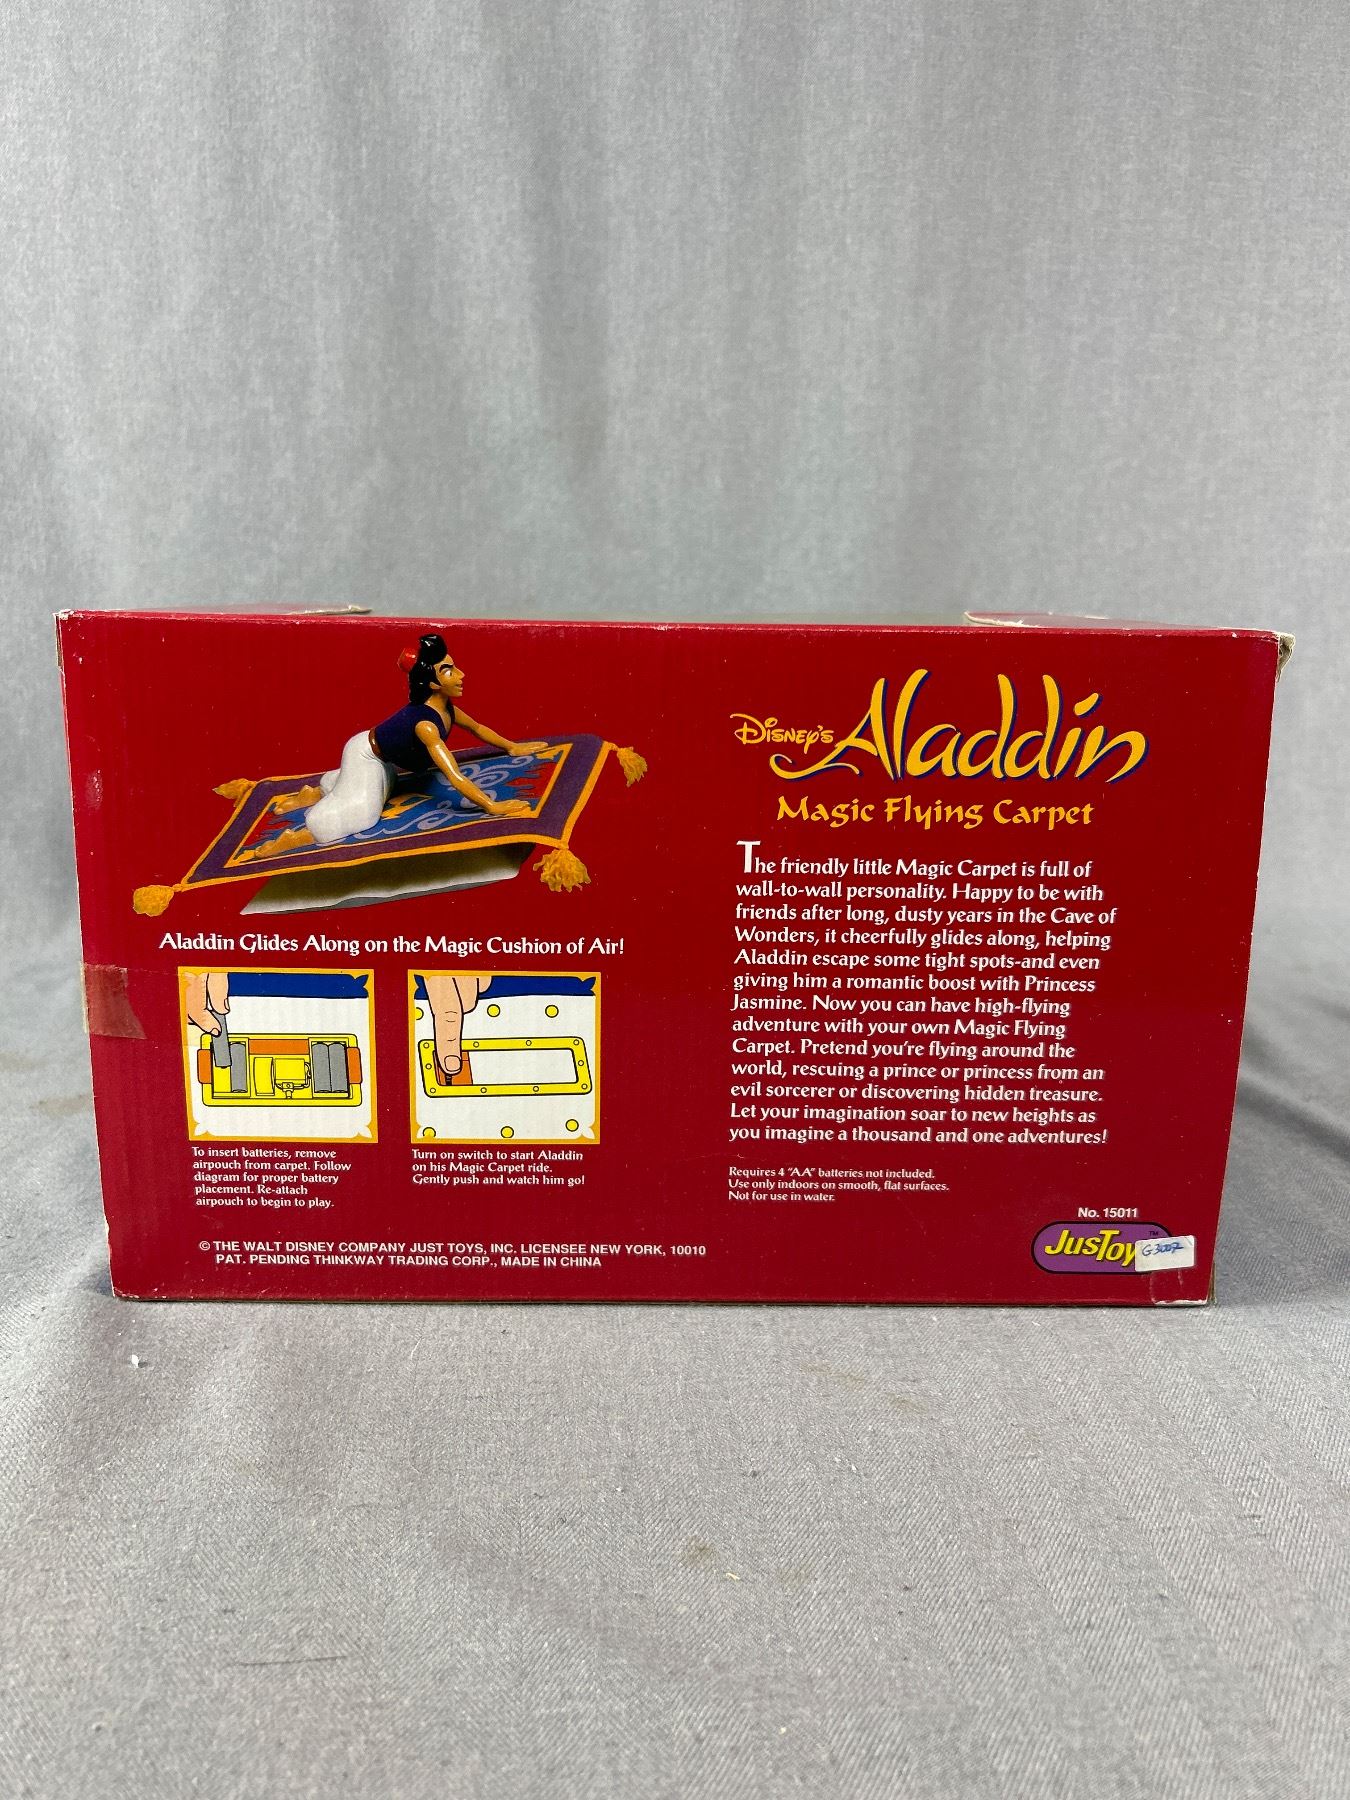 Disney's Aladdin
Magic Flying Carpet
The friendly little Magic Carpet is full of
wall-to-wall personality. Happy to be with
friends after long, dusty years in the Cave of
Wonders, it cheerfully glides along, helping
Aladdin escape some tight spots-and even
giving him a romantic boost with Princess
Jasmine. Now you can have high-flying
adventure with your own Magic Flying
Carpet. Pretend you're flying around the
world, rescuing a prince or princess from an
evil sorcerer or discovering hidden treasure.
Let your imagination soar to new heights as
you imagine a thousand and one adventures!
Requires 4 "AA" batteries not included.
Use only indoors on smooth, flat surfaces.
Not for use in water.
Aladdin Glides Along on the Magic Cushion of Air!
To insert batteries, remove
airpouch from carpet. Follow
diagram for proper battery
placement. Re-attach
airpouch to begin to play.
Turn on switch to start Aladdin
on his Magic Carpet ride.
Gently push and watch him go!
© THE WALT DISNEY COMPANY JUST TOYS, INC. LICENSEE NEW YORK, 10010
PAT. PENDING THINKWAY TRADING CORP., MADE IN CHINA
No. 15011
JusToy
TM
G3007